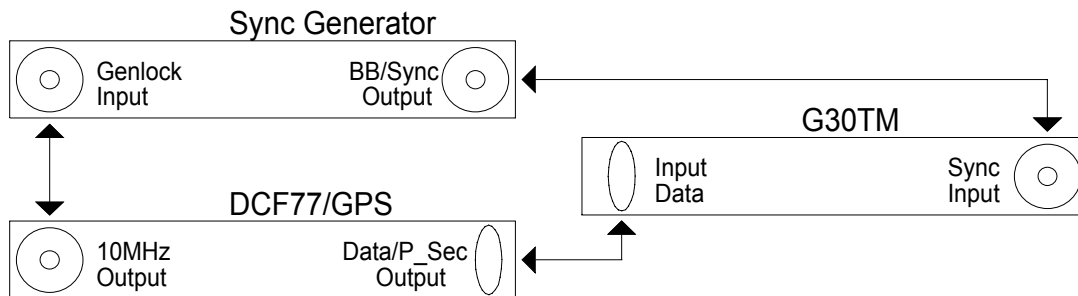 Sync Generator
Genlock
Input
BB/Sync
Output
G30TM
Input
Data
Sync
Input
DCF77/GPS
10MHz
Output
Data/P_Sec
Output